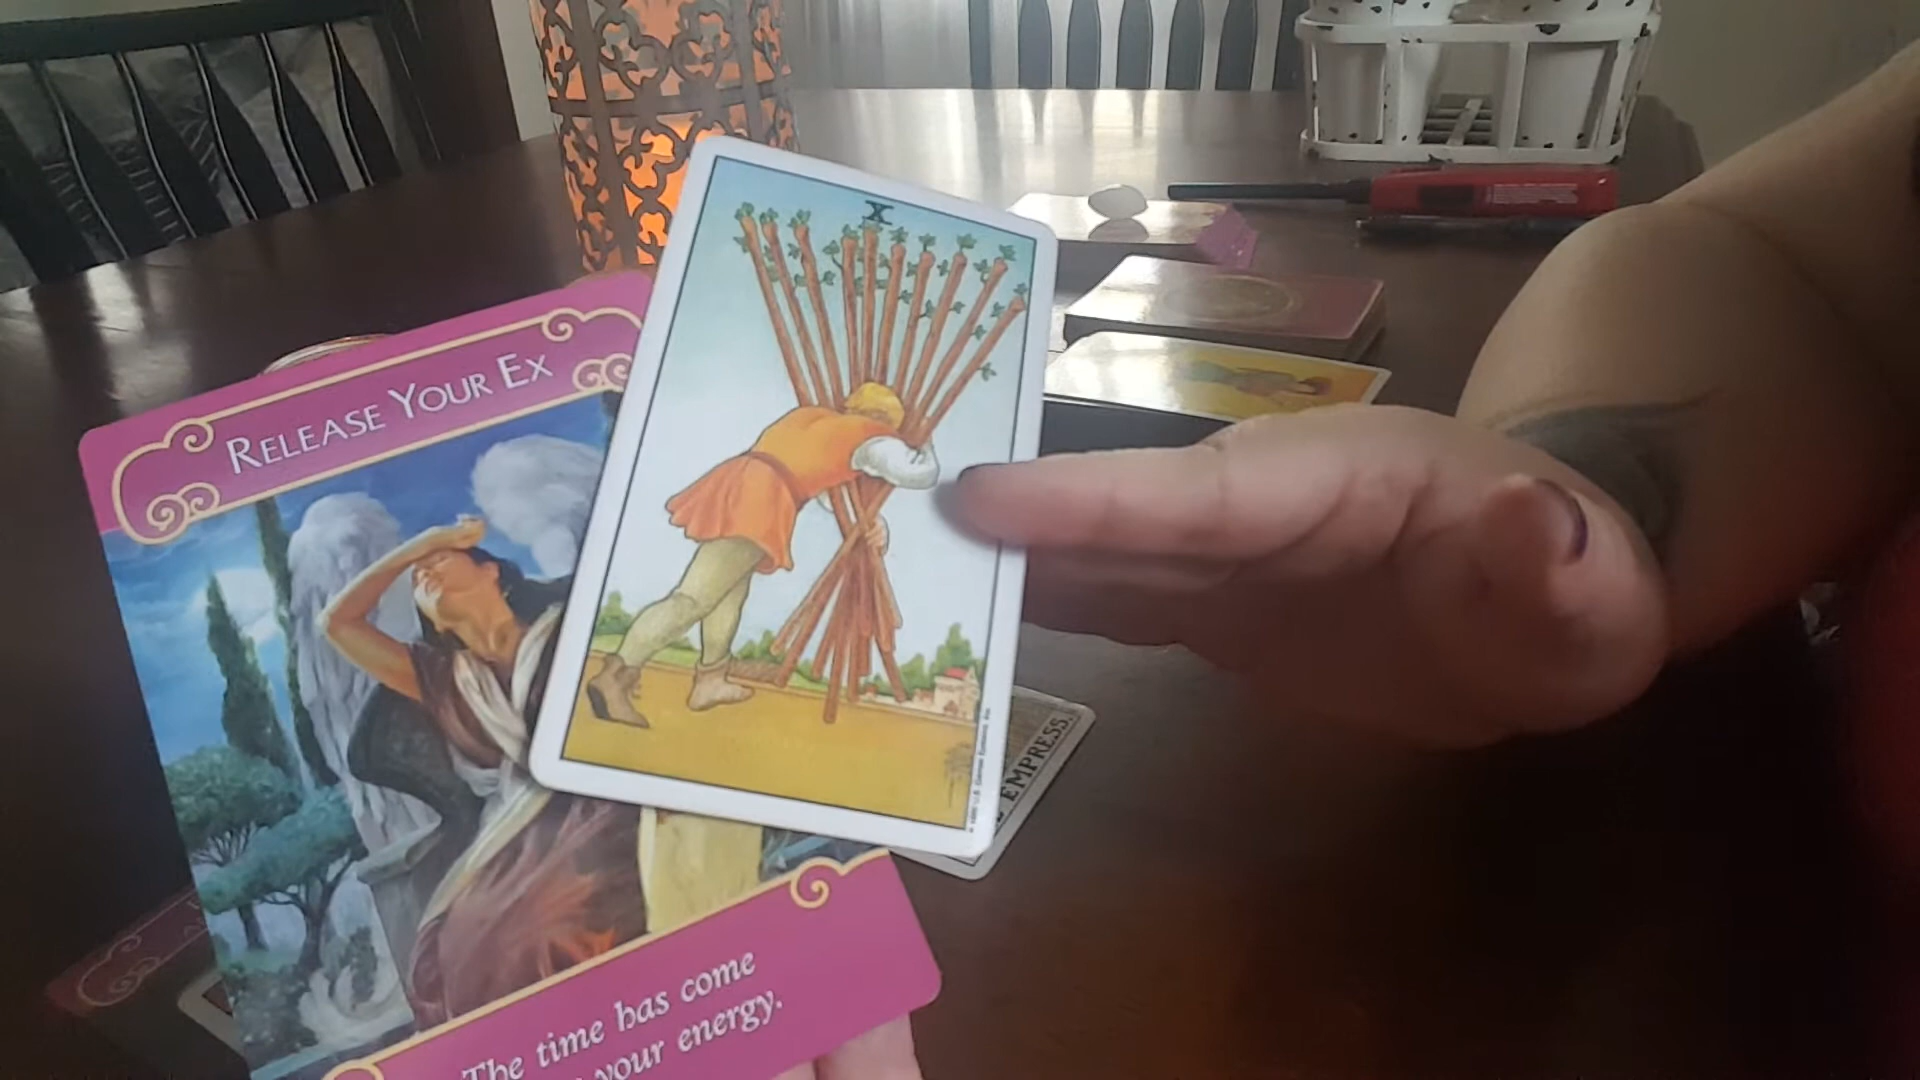 X
RELEASE YOUR EX
The time has come
your energy.
EMPRESS.